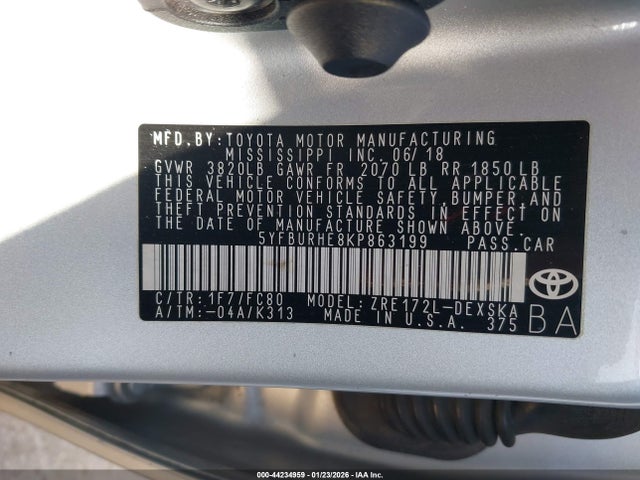 MFD. BY: TOYOTA MOTOR MANUFACTURING
MISSISSIPPI INC. 06/18
GVWR 3820LB GAWR FR 2070 LB RR 1850 LB
THIS VEHICLE CONFORMS TO ALL APPLICABLE
FEDERAL MOTOR VEHICLE SAFETY, BUMPER, AND
THEFT PREVENTION STANDARDS IN EFFECT ON
THE DATE OF MANUFACTURE SHOWN ABOVE.
5YFBURHE8KP863199 PASS. CAR
C/TR: 1F7/FC80 MODEL: ZRE172L-DEXSKA
A/TM: -04A/K313 MADE IN U.S.A. 375
BA
000-44234959 - 01/23/2026 - IAA Inc.